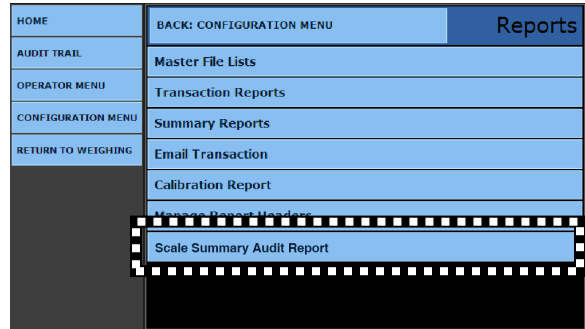 HOME
AUDIT TRAIL
OPERATOR MENU
CONFIGURATION MENU
RETURN TO WEIGHING
BACK: CONFIGURATION MENU
Reports
Master File Lists
Transaction Reports
Summary Reports
Email Transaction
Calibration Report
Manage Report Headers
Scale Summary Audit Report